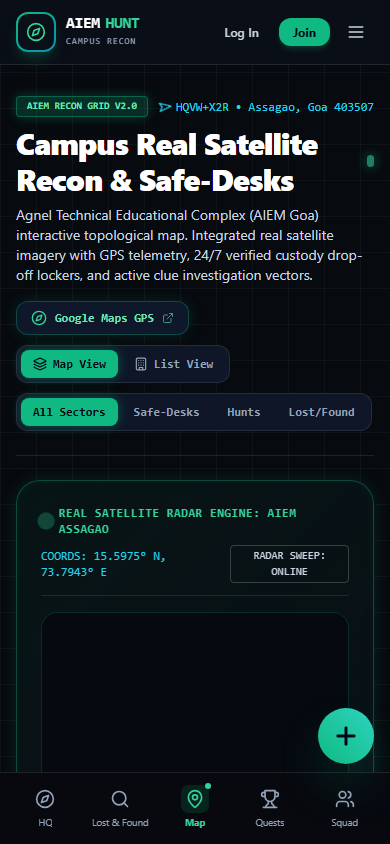 AIEM HUNT
CAMPUS RECON
Log In
Join
AIEM RECON GRID V2.0
HQVW+X2R • Assagao, Goa 403507
Campus Real Satellite
Recon & Safe-Desks
Agnel Technical Educational Complex (AIEM Goa)
interactive topological map. Integrated real satellite
imagery with GPS telemetry, 24/7 verified custody drop-
off lockers, and active clue investigation vectors.
Google Maps GPS
Map View
List View
All Sectors
Safe-Desks
Hunts
Lost/Found
REAL SATELLITE RADAR ENGINE: AIEM
ASSAGAO
COORDS: 15.5975° N,
73.7943° E
RADAR SWEEP:
ONLINE
HQ
Lost & Found
Map
Quests
Squad